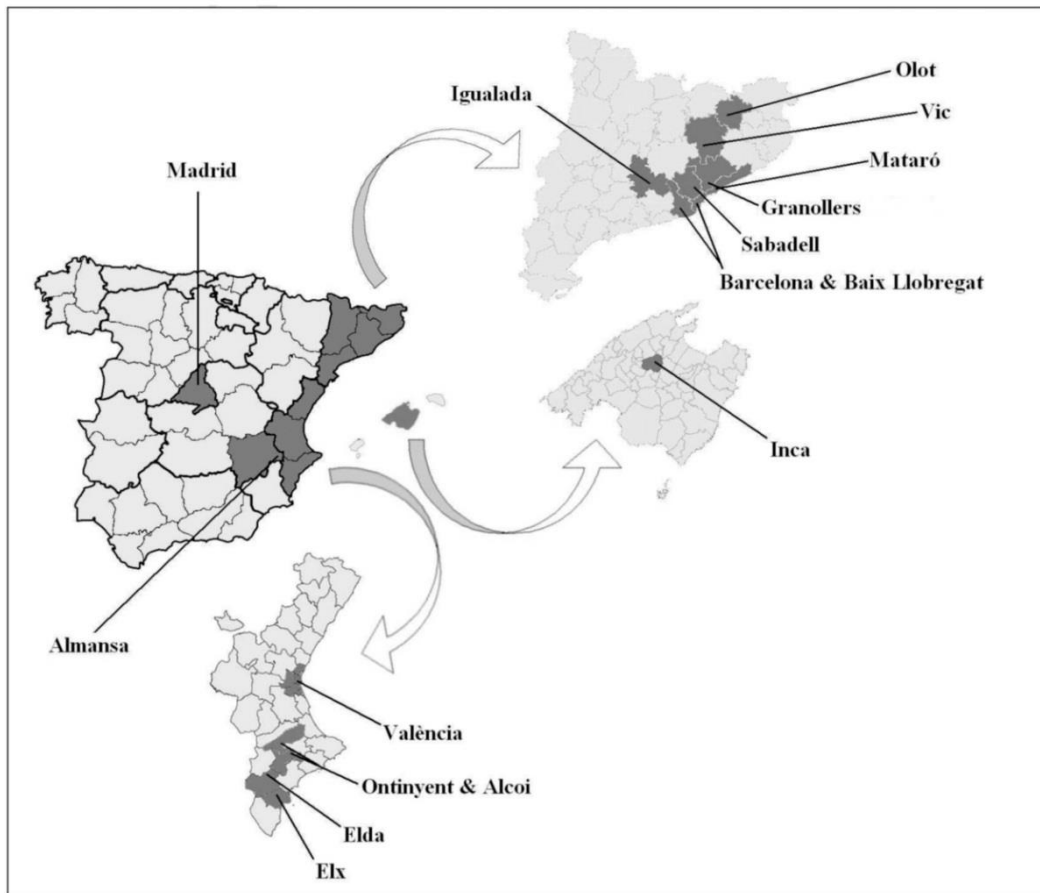 Olot
Igualada
Vic
Mataró
Madrid
Granollers
Sabadell
Barcelona & Baix Llobregat
Inca
Almansa
València
Ontinyent & Alcoi
Elda
Elx